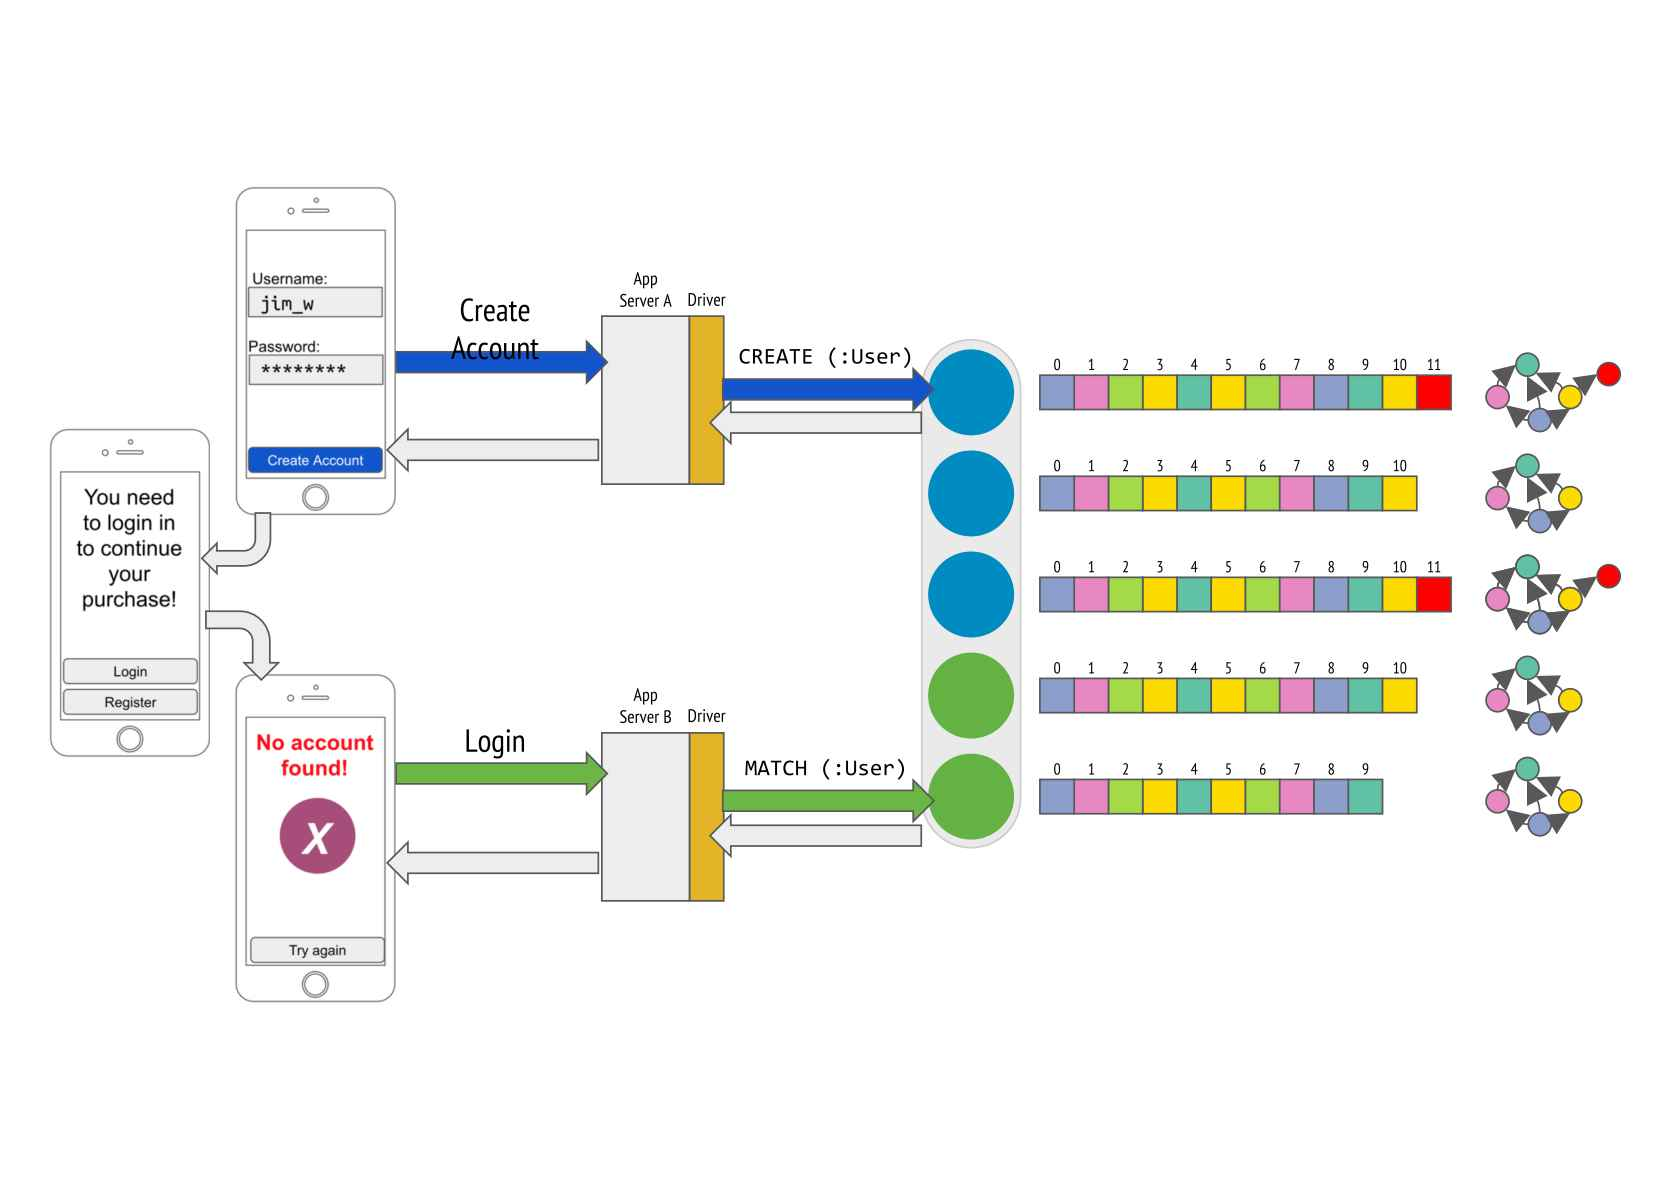 Username:
jim_w
Password:
********
Create Account
You need
to login in
to continue
your
purchase!
Login
Register
No account
found!
X
Try again
Create
Account
App
Server A
Driver
CREATE (:User)
Login
App
Server B
Driver
MATCH (:User)
0 1 2 3 4 5 6 7 8 9 10 11
0 1 2 3 4 5 6 7 8 9 10
0 1 2 3 4 5 6 7 8 9 10 11
0 1 2 3 4 5 6 7 8 9 10
0 1 2 3 4 5 6 7 8 9